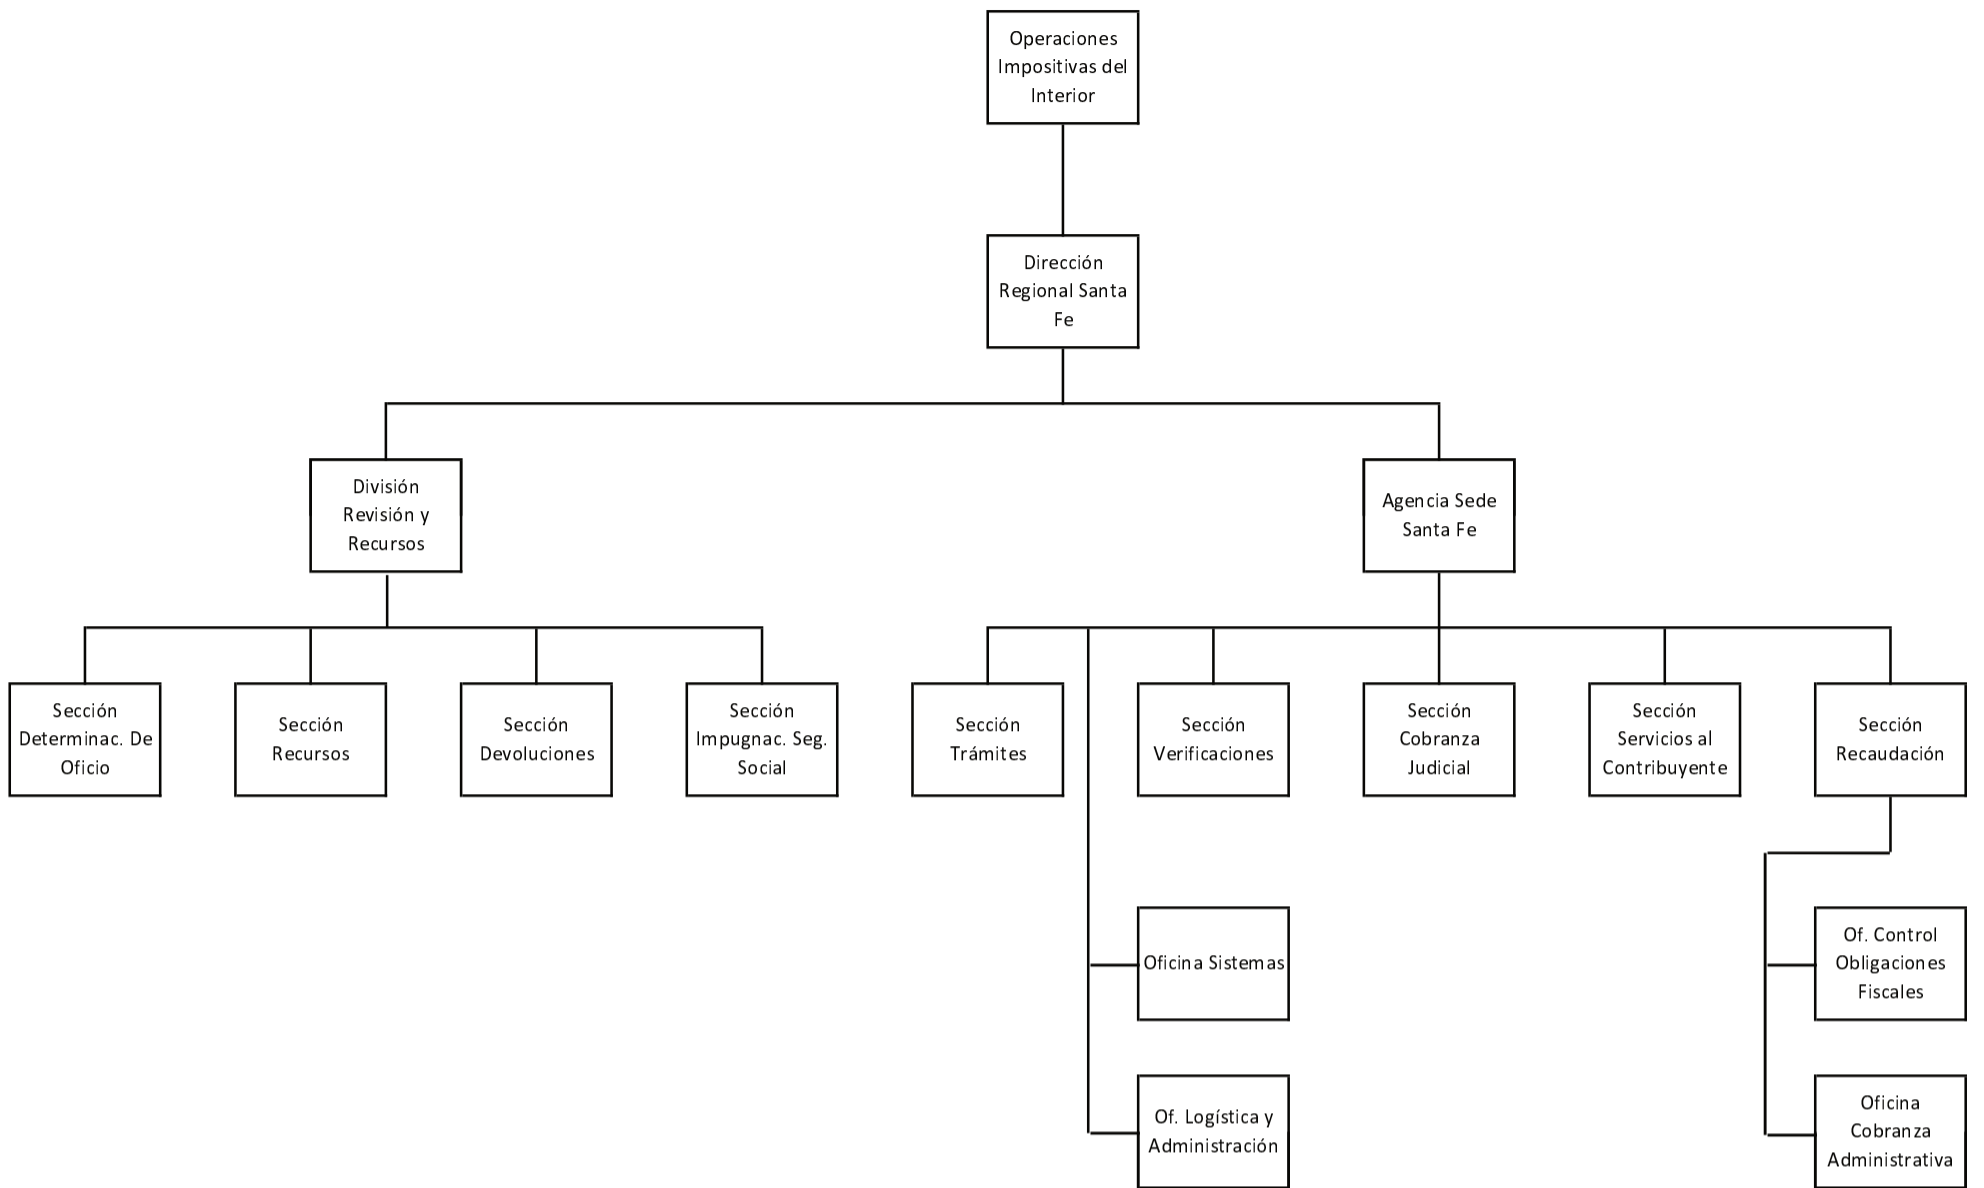 Operaciones
Impositivas del
Interior
Dirección
Regional Santa
Fe
División
Revisión y
Recursos
Agencia Sede
Santa Fe
Sección
Determinac. De
Oficio
Sección
Recursos
Sección
Devoluciones
Sección
Impugnac. Seg.
Social
Sección
Trámites
Sección
Verificaciones
Sección
Cobranza
Judicial
Sección
Servicios al
Contribuyente
Sección
Recaudación
Oficina Sistemas
Of. Control
Obligaciones
Fiscales
Of. Logística y
Administración
Oficina
Cobranza
Administrativa